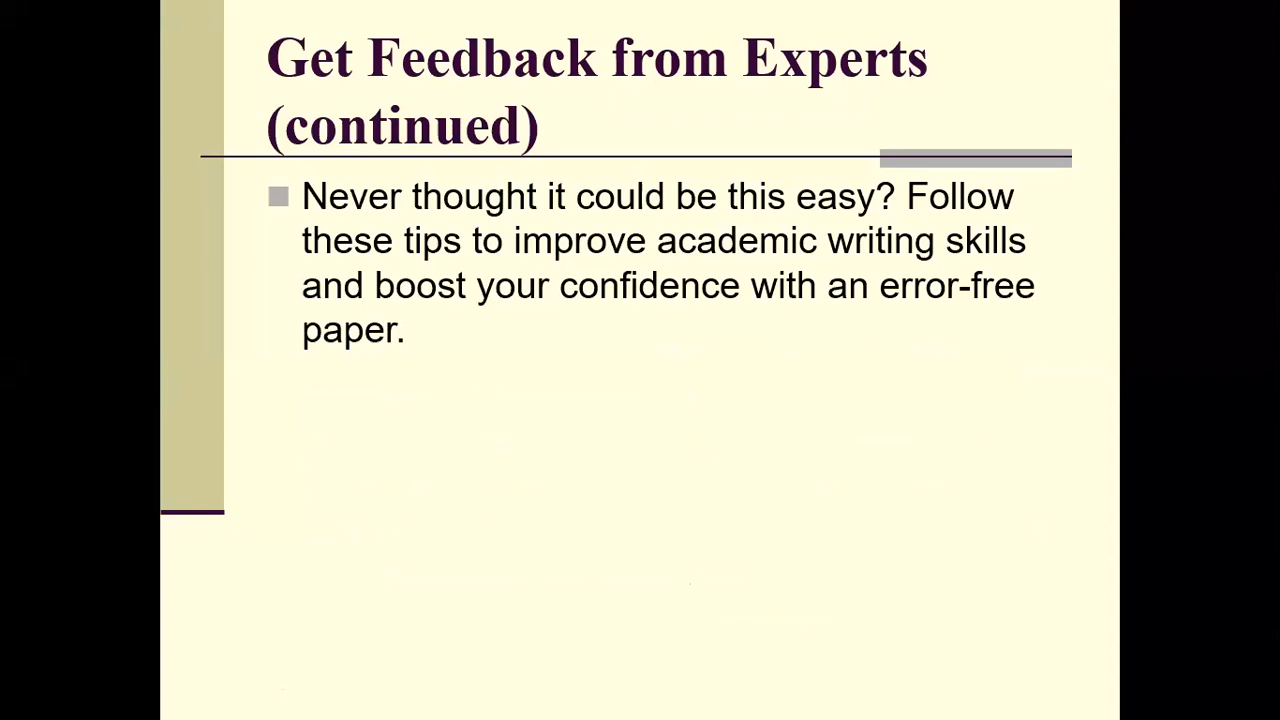 Get Feedback from Experts
(continued)
Never thought it could be this easy? Follow
these tips to improve academic writing skills
and boost your confidence with an error-free
paper.